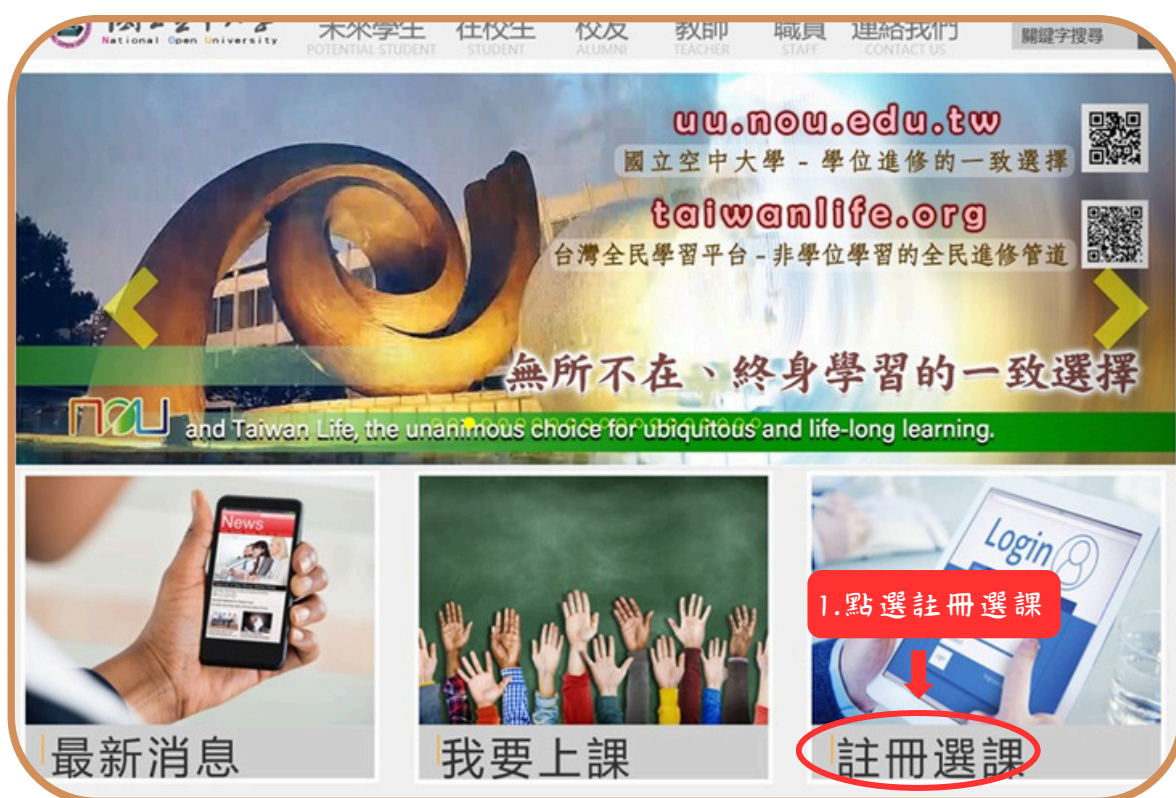 National Open University
未來學生 在校生 校友 教師 職員 連絡我們
POTENTIAL STUDENT STUDENT ALUMNI TEACHER STAFF CONTACT US
關鍵字搜尋
uu.nou.edu.tw
國立空中大學 - 學位進修的一致選擇
taiwanlife.org
台灣全民學習平台 - 非學位學習的全民進修管道
無所不在、終身學習的一致選擇
nou and Taiwan Life, the unanimous choice for ubiquitous and life-long learning.
News
Login
1.點選註冊選課
最新消息
我要上課
註冊選課